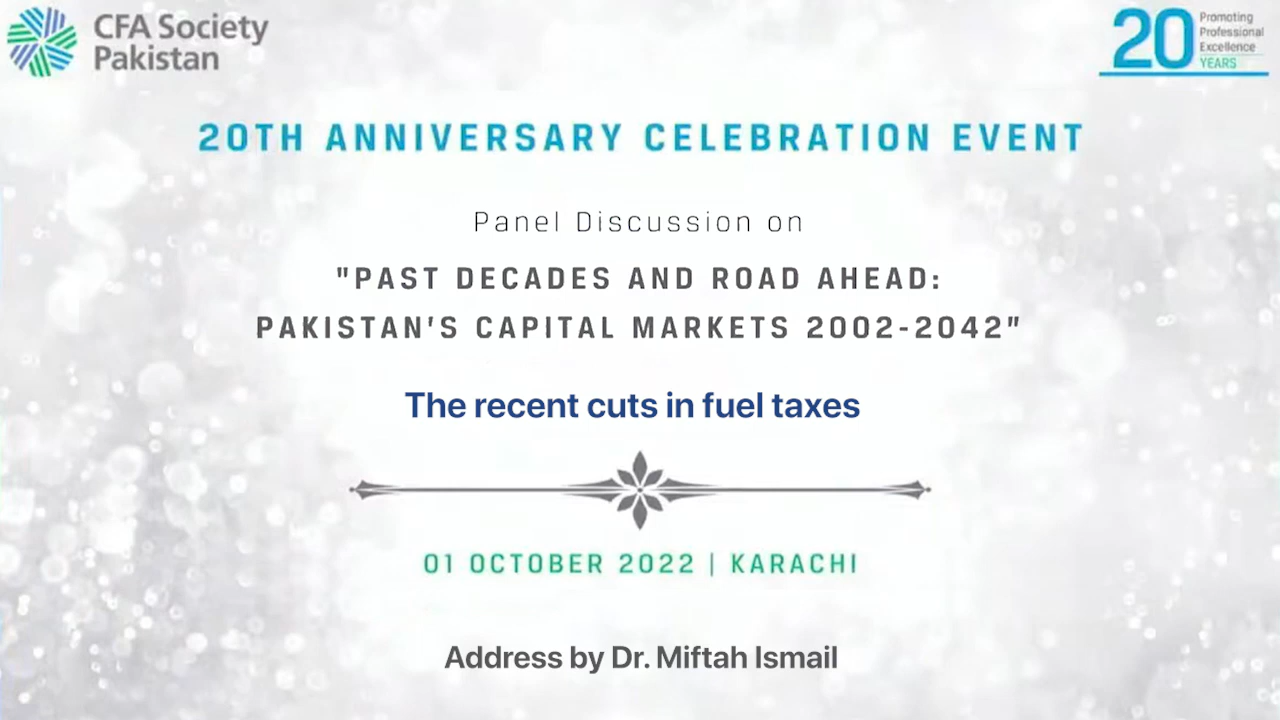 CFA Society
Pakistan
20
Promoting
Professional
Excellence
YEARS
20TH ANNIVERSARY CELEBRATION EVENT
Panel Discussion on
"PAST DECADES AND ROAD AHEAD:
PAKISTAN'S CAPITAL MARKETS 2002-2042"
The recent cuts in fuel taxes
01 OCTOBER 2022 | KARACHI
Address by Dr. Miftah Ismail